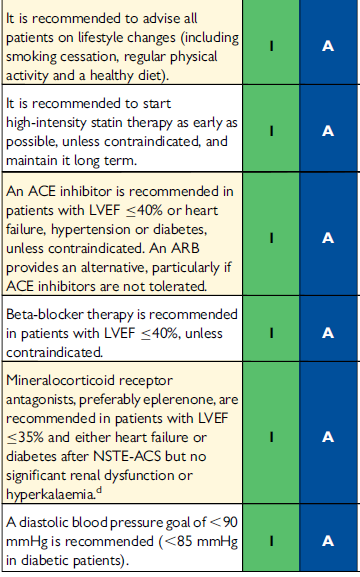 It is recommended to advise all
patients on lifestyle changes (including
smoking cessation, regular physical
activity and a healthy diet).
I
A
It is recommended to start
high-intensity statin therapy as early as
possible, unless contraindicated, and
maintain it long term.
I
A
An ACE inhibitor is recommended in
patients with LVEF ≤40% or heart
failure, hypertension or diabetes,
unless contraindicated. An ARB
provides an alternative, particularly if
ACE inhibitors are not tolerated.
I
A
Beta-blocker therapy is recommended
in patients with LVEF ≤40%, unless
contraindicated.
I
A
Mineralocorticoid receptor
antagonists, preferably eplerenone, are
recommended in patients with LVEF
≤35% and either heart failure or
diabetes after NSTE-ACS but no
significant renal dysfunction or
hyperkalaemia.d
I
A
A diastolic blood pressure goal of <90
mmHg is recommended (<85 mmHg
in diabetic patients).
I
A